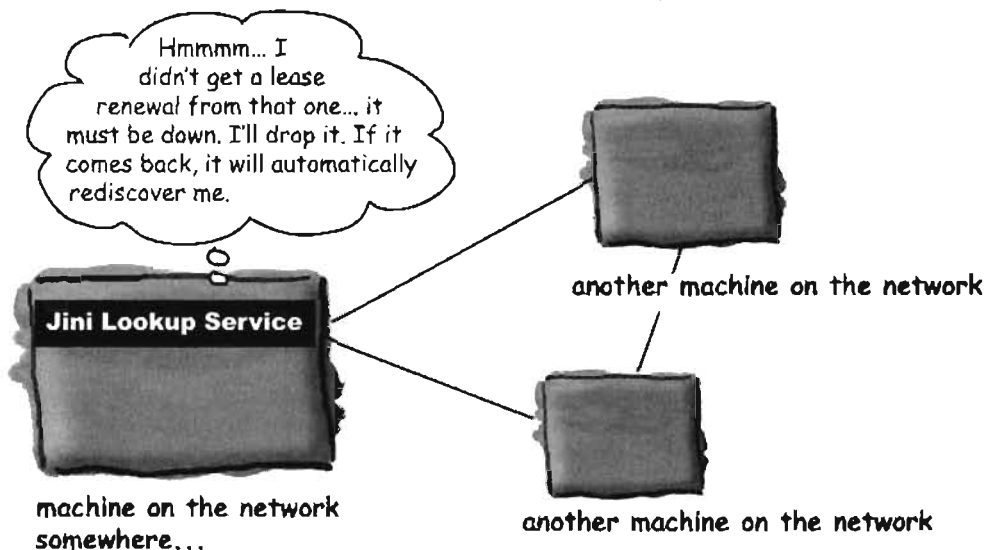 Hmmmm... I
didn't get a lease
renewal from that one... it
must be down. I'll drop it. If it
comes back, it will automatically
rediscover me.
another machine on the network
Jini Lookup Service
machine on the network
somewhere...
another machine on the network